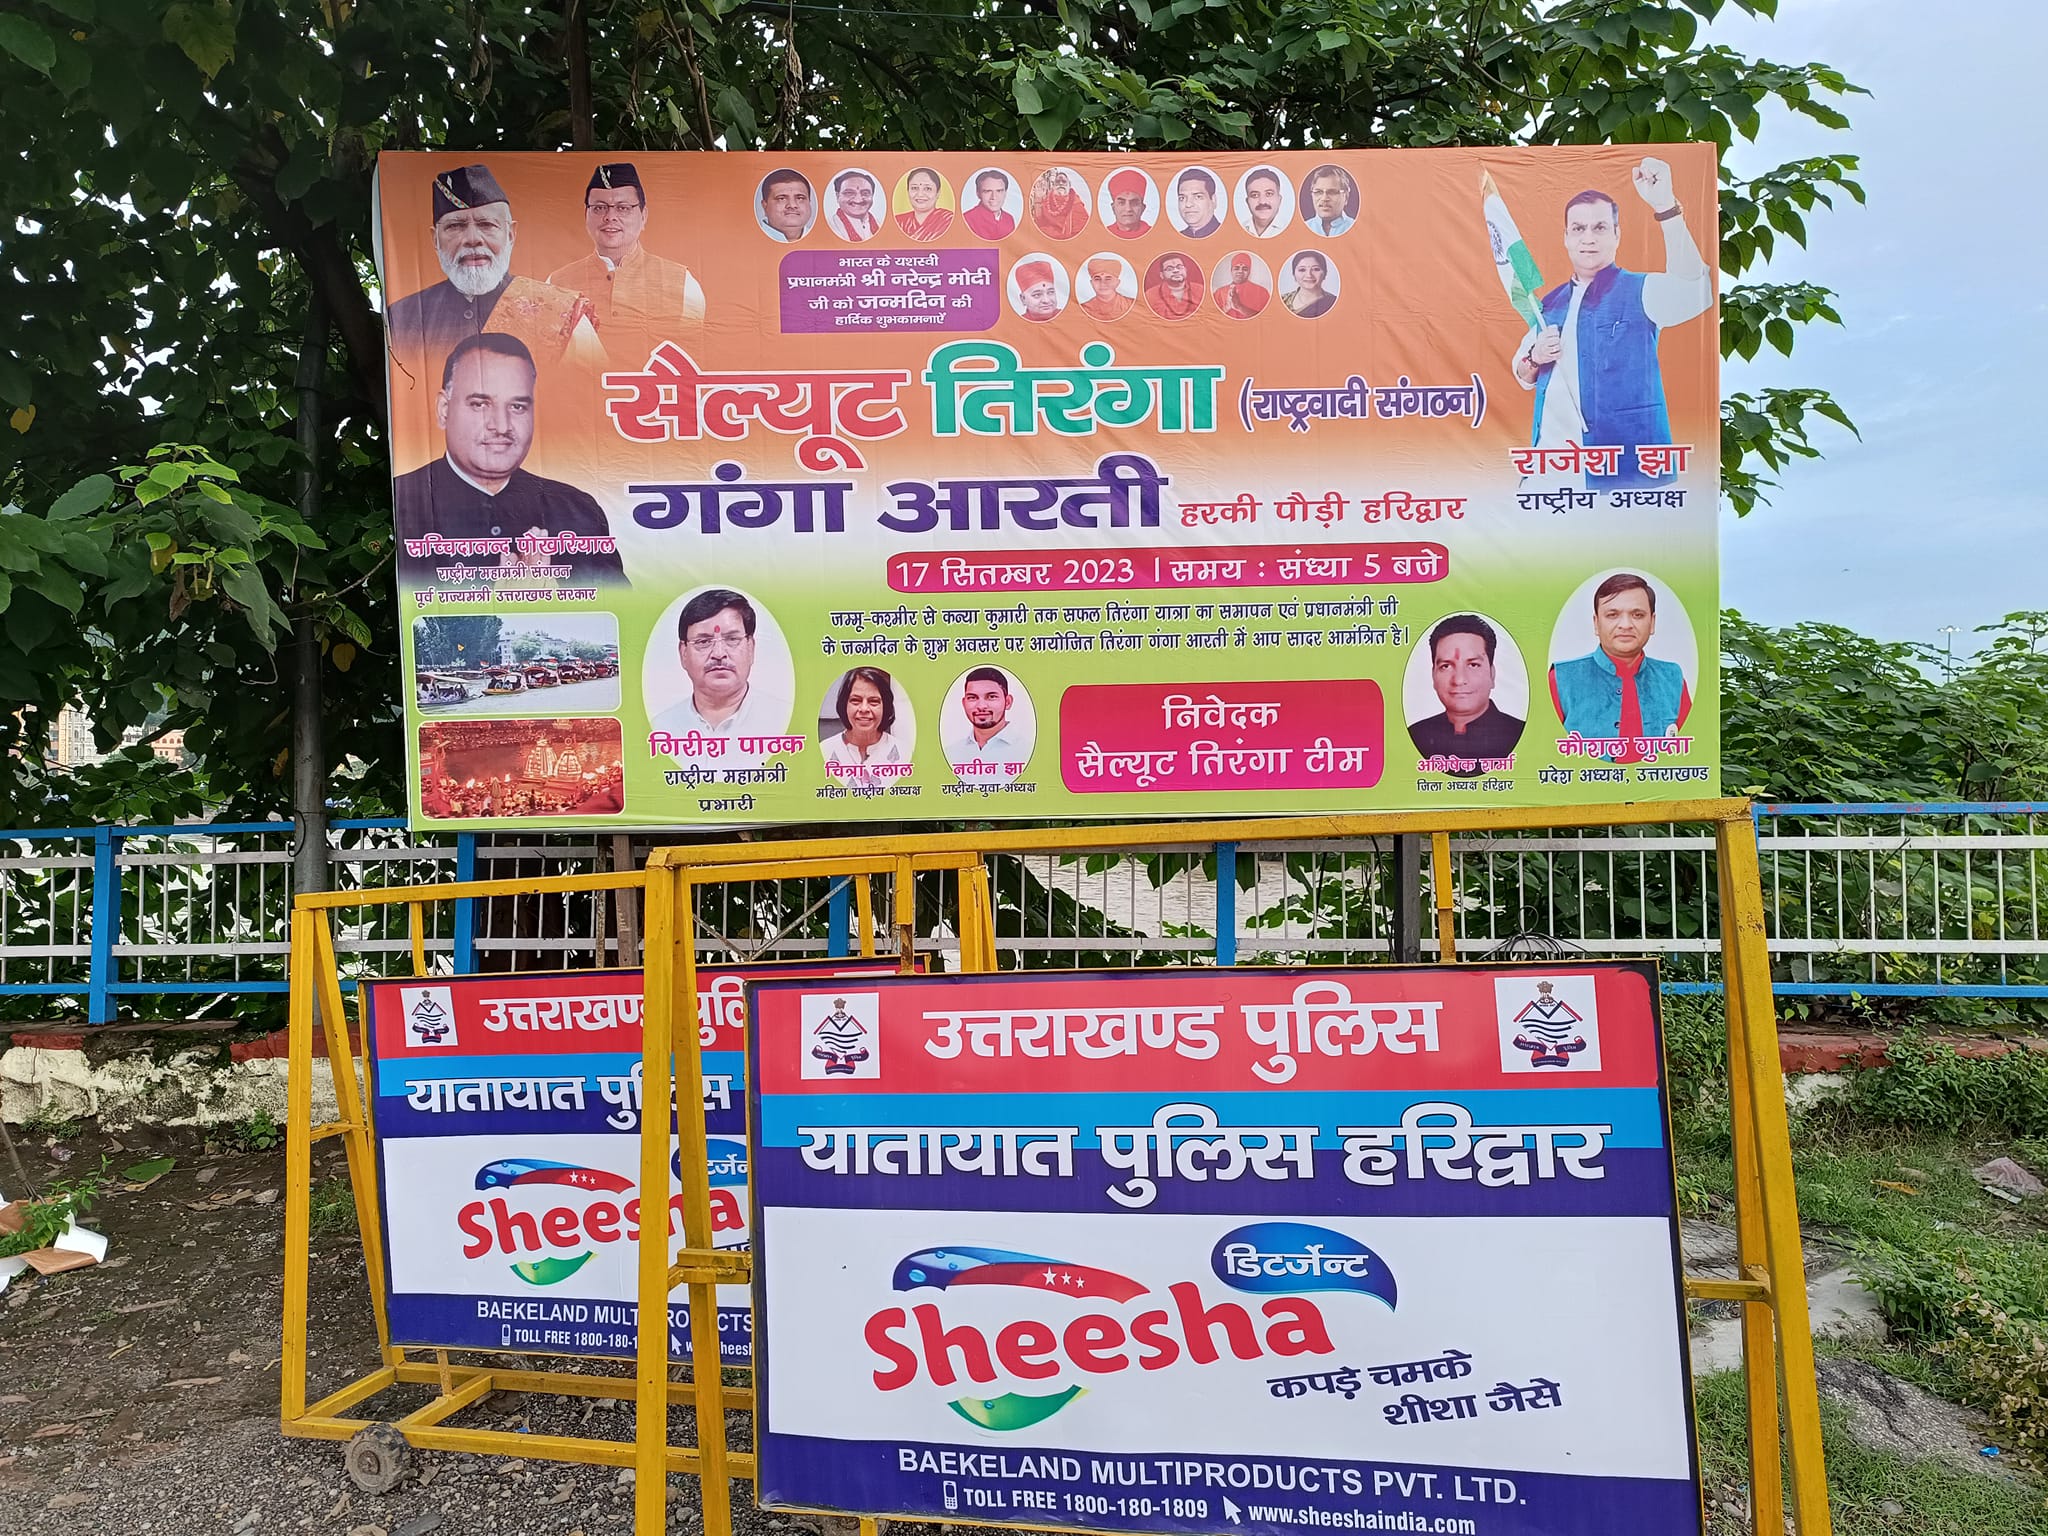 भारत के यशस्वी
प्रधानमंत्री श्री नरेन्द्र मोदी
जी को जन्मदिन की
हार्दिक शुभकामनाएँ
सैल्यूट तिरंगा (राष्ट्रवादी संगठन)
गंगा आरती हरकी पौड़ी हरिद्वार
राजेश झा
राष्ट्रीय अध्यक्ष
17 सितम्बर 2023 | समय : संध्या 5 बजे
सच्चिदानन्द पोखरियाल
राष्ट्रीय महामंत्री संगठन
पूर्व राज्यमंत्री उत्तराखण्ड सरकार
जम्मू-कश्मीर से कन्या कुमारी तक सफल तिरंगा यात्रा का समापन एवं प्रधानमंत्री जी
के जन्मदिन के शुभ अवसर पर आयोजित तिरंगा गंगा आरती में आप सादर आमंत्रित है।
गिरीश पाठक
राष्ट्रीय महामंत्री
प्रभारी
चित्रा दलाल
महिला राष्ट्रीय अध्यक्ष
नवीन झा
राष्ट्रीय-युवा-अध्यक्ष
निवेदक
सैल्यूट तिरंगा टीम
अभिषेक शर्मा
जिला अध्यक्ष हरिद्वार
कौशल गुप्ता
प्रदेश अध्यक्ष, उत्तराखण्ड
उत्तराखण्ड पुलि
यातायात पुलिस
Sheesha
BAEKELAND MULTIPRODUCTS
TOLL FREE 1800-180-1
उत्तराखण्ड पुलिस
यातायात पुलिस हरिद्वार
डिटर्जेन्ट
Sheesha
कपड़े चमके
शीशा जैसे
BAEKELAND MULTIPRODUCTS PVT. LTD.
TOLL FREE 1800-180-1809 www.sheeshaindia.com